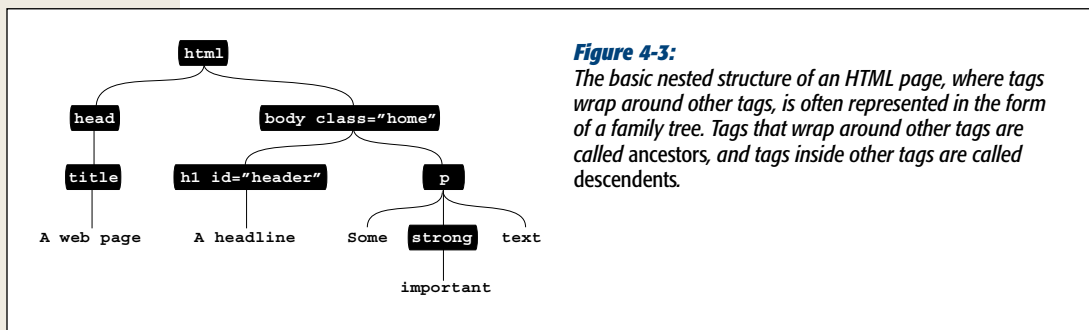 html
head
body class=”home”
title
h1 id=”header”
p
A web page
A headline
Some
strong
text
important
Figure 4-3:
The basic nested structure of an HTML page, where tags
wrap around other tags, is often represented in the form
of a family tree. Tags that wrap around other tags are
called ancestors, and tags inside other tags are called
descendents.